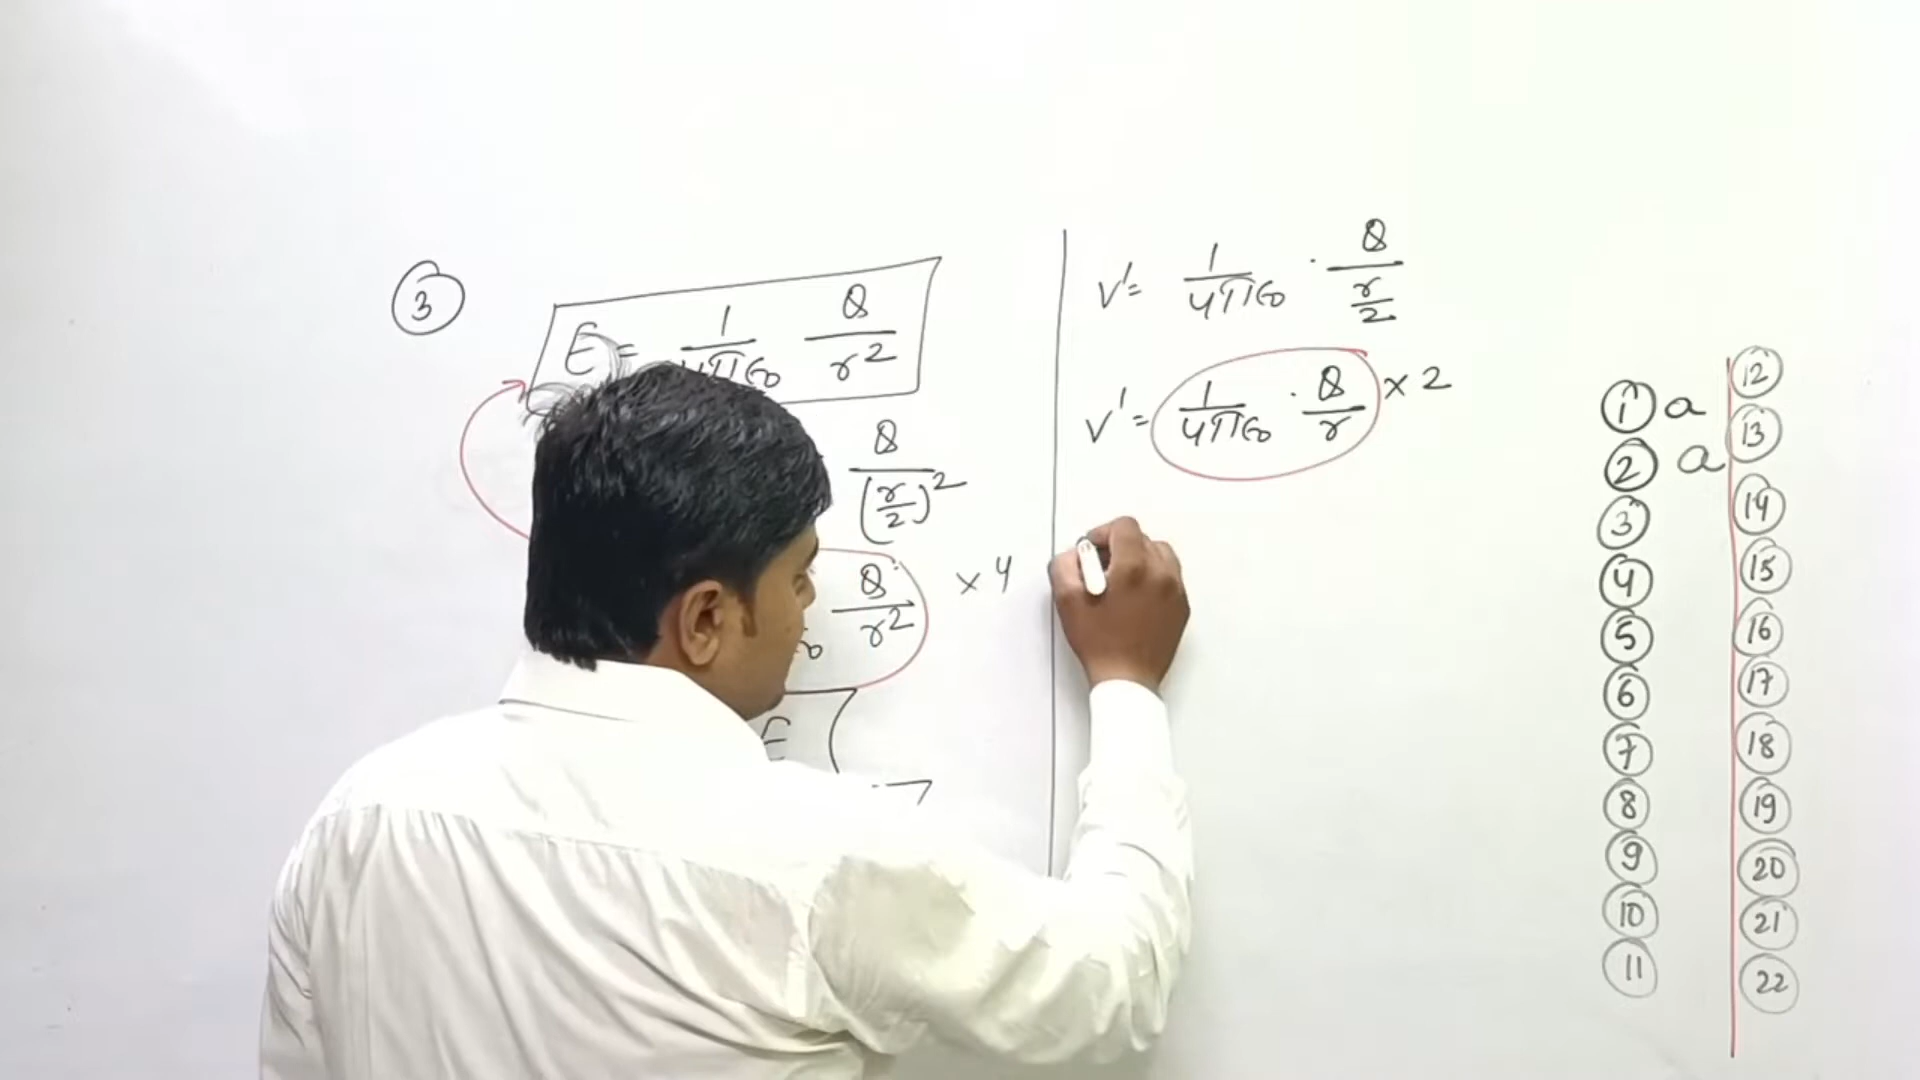 3
E = 1/4πε₀ Q/r²
Q/(r/2)²
Q/r² × 4
E
V' = 1/4πε₀ · Q/(r/2)
V' = 1/4πε₀ · Q/r × 2
1 a
2 a
3
4
5
6
7
8
9
10
11
12
13
14
15
16
17
18
19
20
21
22